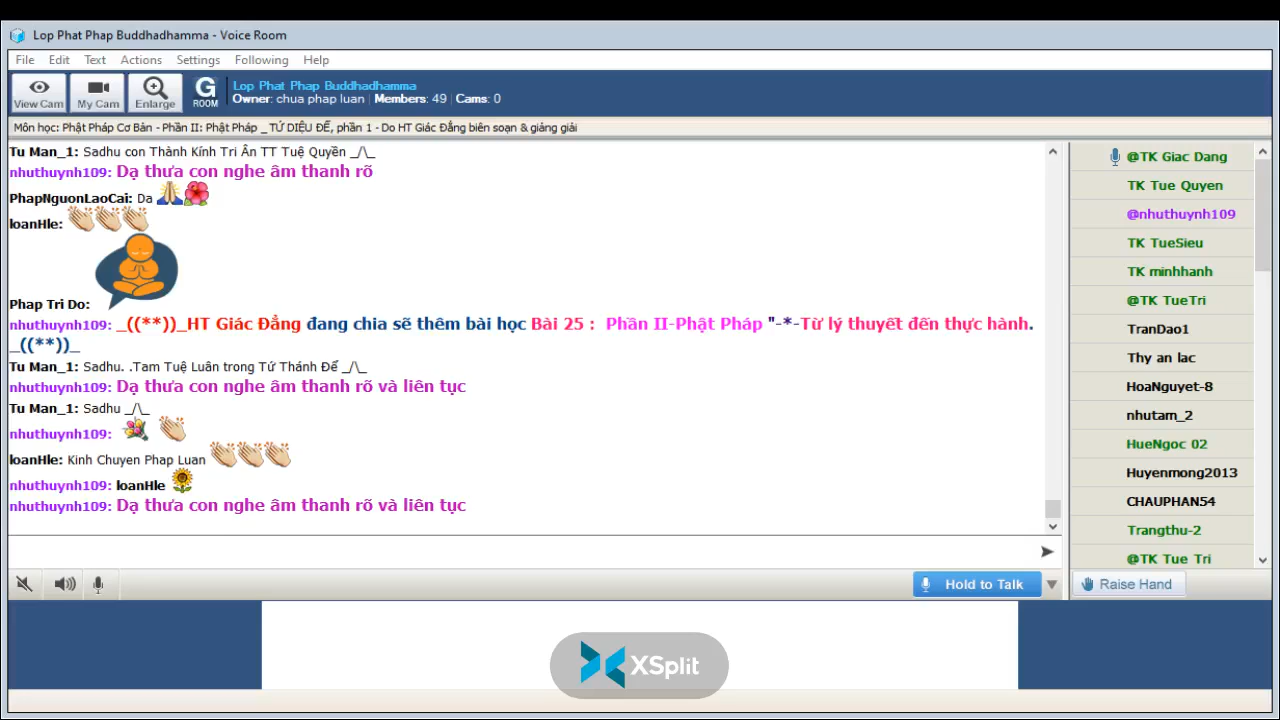 Lop Phat Phap Buddhadhamma - Voice Room
File Edit Text Actions Settings Following Help
View Cam My Cam Enlarge G ROOM
Lop Phat Phap Buddhadhamma
Owner: chua phap luan | Members: 49 | Cams: 0
Môn học: Phật Pháp Cơ Bản - Phần II: Phật Pháp _ TỨ DIỆU ĐẾ, phần 1 - Do HT Giác Đẳng biên soạn & giảng giải
Tu Man_1: Sadhu con Thành Kính Tri Ân TT Tuệ Quyền _/\_
nhuthuynh109: Dạ thưa con nghe âm thanh rõ
PhapNguonLaoCai: Da
loanHle:
Phap Tri Do:
nhuthuynh109: _((**))_HT Giác Đẳng đang chia sẽ thêm bài học Bài 25 : Phần II-Phật Pháp "-*-Từ lý thuyết đến thực hành.
_((**))_
Tu Man_1: Sadhu. .Tam Tuệ Luân trong Tứ Thánh Đế _/\_
nhuthuynh109: Dạ thưa con nghe âm thanh rõ và liên tục
Tu Man_1: Sadhu _/\_
nhuthuynh109:
loanHle: Kinh Chuyen Phap Luan
nhuthuynh109: loanHle
nhuthuynh109: Dạ thưa con nghe âm thanh rõ và liên tục
@TK Giac Dang
TK Tue Quyen
@nhuthuynh109
TK TueSieu
TK minhhanh
@TK TueTri
TranDao1
Thy an lac
HoaNguyet-8
nhutam_2
HueNgoc 02
Huyenmong2013
CHAUPHAN54
Trangthu-2
@TK Tue Tri
Hold to Talk
Raise Hand
XSplit